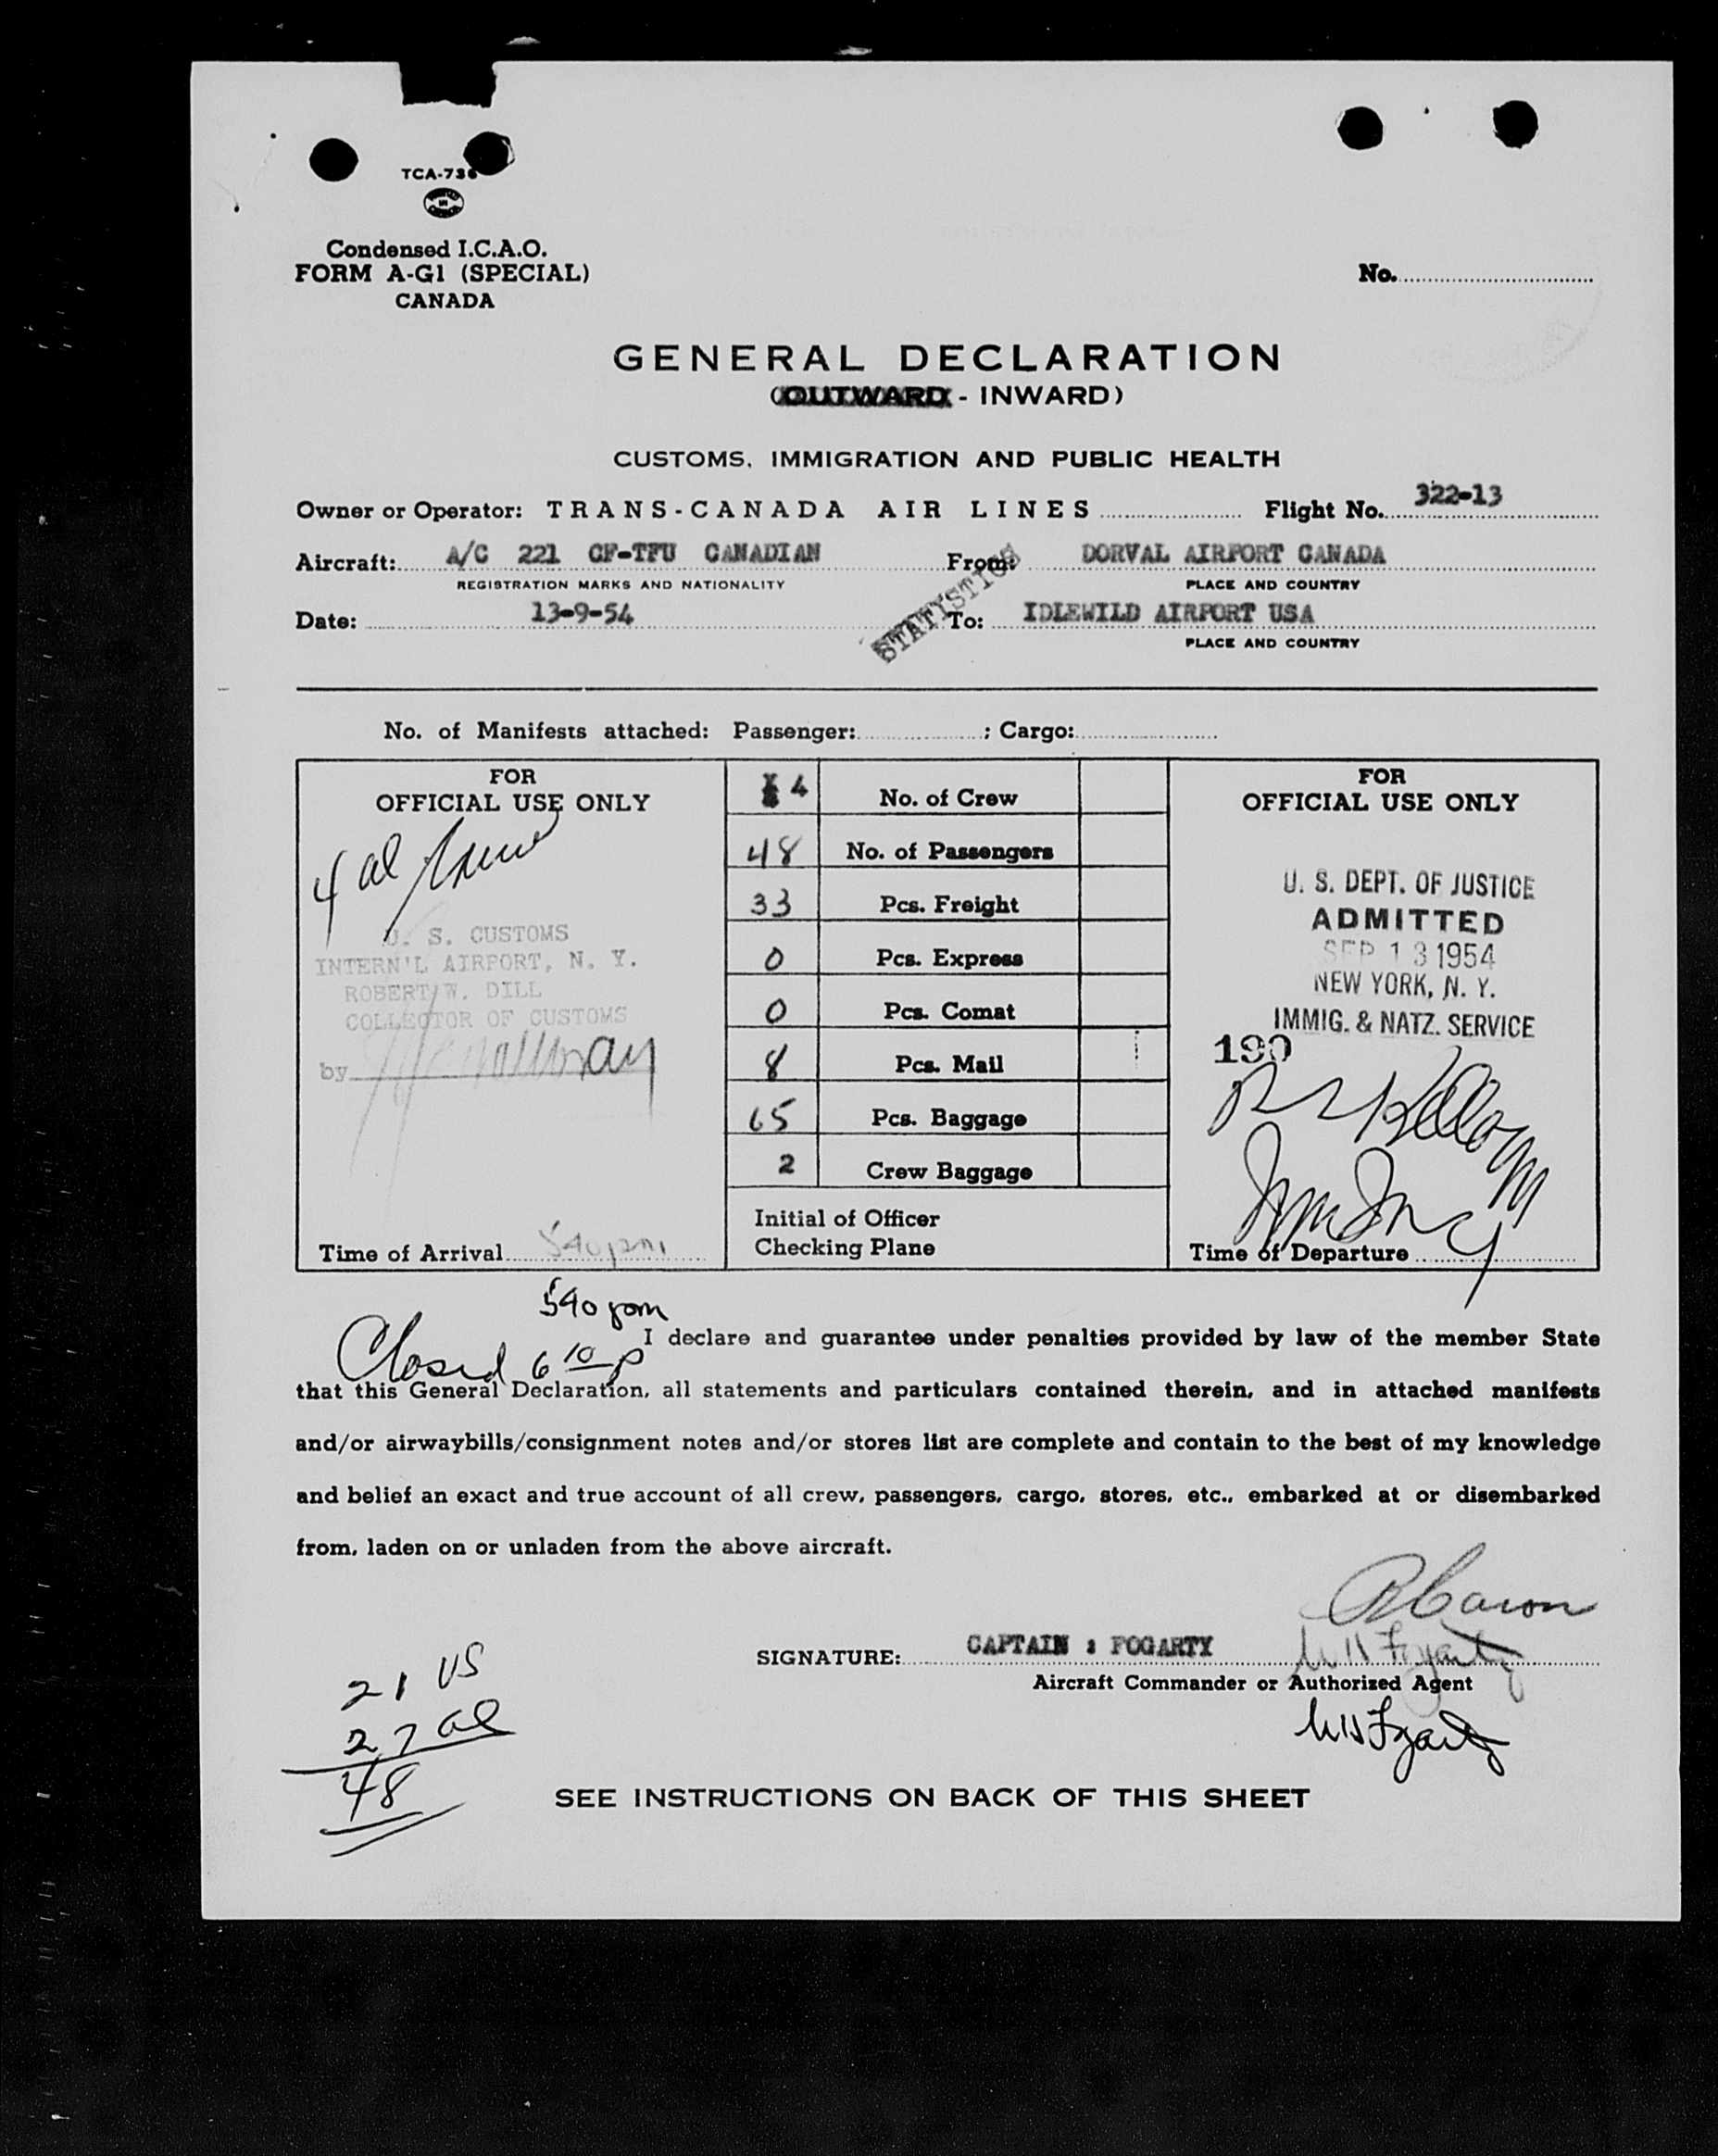 TCA-736
Condensed I.C.A.O.
FORM A-G1 (SPECIAL)
CANADA
No.
GENERAL DECLARATION
(OUTWARD - INWARD)
CUSTOMS, IMMIGRATION AND PUBLIC HEALTH
Owner or Operator: TRANS-CANADA AIR LINES Flight No. 322-13
Aircraft: A/C 221 CF-TFU CANADIAN From: DORVAL AIRPORT CANADA
REGISTRATION MARKS AND NATIONALITY PLACE AND COUNTRY
STATISTICS
Date: 13-9-54 To: IDLEWILD AIRPORT USA
PLACE AND COUNTRY
No. of Manifests attached: Passenger: ; Cargo:
FOR
OFFICIAL USE ONLY
4 al
U. S. CUSTOMS
INTERN'L AIRPORT, N. Y.
ROBERT W. DILL
COLLECTOR OF CUSTOMS
by
Time of Arrival 540 pm
4 No. of Crew
48 No. of Passengers
33 Pcs. Freight
0 Pcs. Express
0 Pcs. Comat
8 Pcs. Mail
65 Pcs. Baggage
2 Crew Baggage
Initial of Officer
Checking Plane
FOR
OFFICIAL USE ONLY
U. S. DEPT. OF JUSTICE
ADMITTED
SEP 13 1954
NEW YORK, N. Y.
IMMIG. & NATZ. SERVICE
190
Time of Departure
540 pm
Closed 6 10 p
I declare and guarantee under penalties provided by law of the member State
that this General Declaration, all statements and particulars contained therein, and in attached manifests
and/or airwaybills/consignment notes and/or stores list are complete and contain to the best of my knowledge
and belief an exact and true account of all crew, passengers, cargo, stores, etc., embarked at or disembarked
from, laden on or unladen from the above aircraft.
Caron
SIGNATURE: CAPTAIN : FOGARTY WH Fogarty
Aircraft Commander or Authorized Agent
WH Fogarty
21 US
27 al
48
SEE INSTRUCTIONS ON BACK OF THIS SHEET